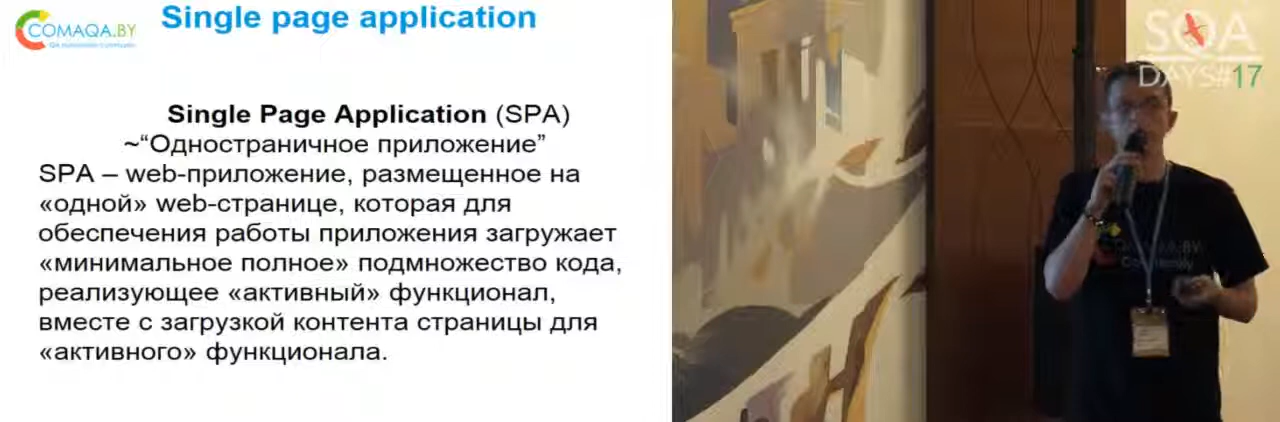 Single page application
COMAQA.BY
Single Page Application (SPA)
~“Одностраничное приложение”
SPA – web-приложение, размещенное на
«одной» web-странице, которая для
обеспечения работы приложения загружает
«минимальное полное» подмножество кода,
реализующее «активный» функционал,
вместе с загрузкой контента страницы для
«активного» функционала.
SQA
DAYS#17